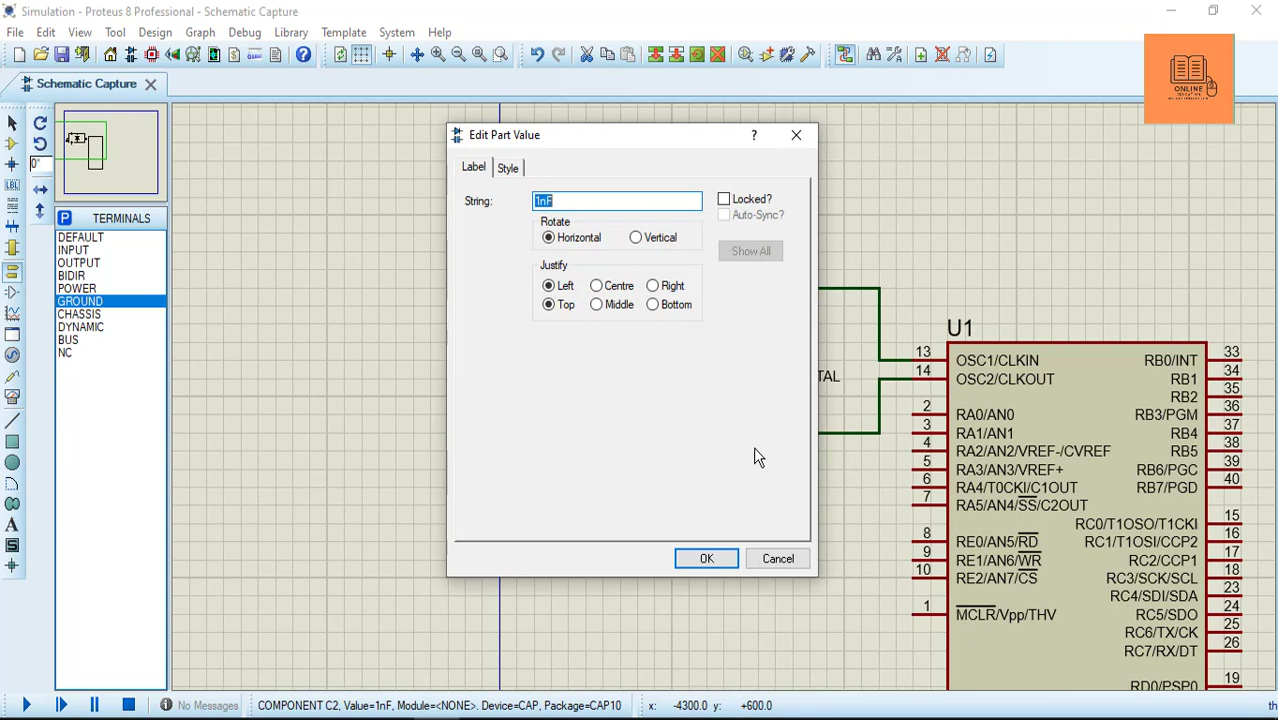 Simulation - Proteus 8 Professional - Schematic Capture
File Edit View Tool Design Graph Debug Library Template System Help
ONLINE
Schematic Capture
Edit Part Value
?
Label Style
String: 1nF
Locked?
Auto-Sync?
Rotate
Horizontal Vertical
Show All
Justify
Left Centre Right
Top Middle Bottom
OK Cancel
0°
LBL
P TERMINALS
DEFAULT
INPUT
OUTPUT
BIDIR
POWER
GROUND
CHASSIS
DYNAMIC
BUS
NC
A
S
TAL
U1
13 OSC1/CLKIN RB0/INT 33
14 OSC2/CLKOUT RB1 34
RB2 35
2 RA0/AN0 RB3/PGM 36
3 RA1/AN1 RB4 37
4 RA2/AN2/VREF-/CVREF RB5 38
5 RA3/AN3/VREF+ RB6/PGC 39
6 RA4/T0CKI/C1OUT RB7/PGD 40
7 RA5/AN4/SS/C2OUT
RC0/T1OSO/T1CKI 15
8 RE0/AN5/RD RC1/T1OSI/CCP2 16
9 RE1/AN6/WR RC2/CCP1 17
10 RE2/AN7/CS RC3/SCK/SCL 18
RC4/SDI/SDA 23
1 MCLR/Vpp/THV RC5/SDO 24
RC6/TX/CK 25
RC7/RX/DT 26
RD0/PSP0 19
No Messages COMPONENT C2, Value=1nF, Module=<NONE>. Device=CAP, Package=CAP10 x: -4300.0 y: +600.0 th